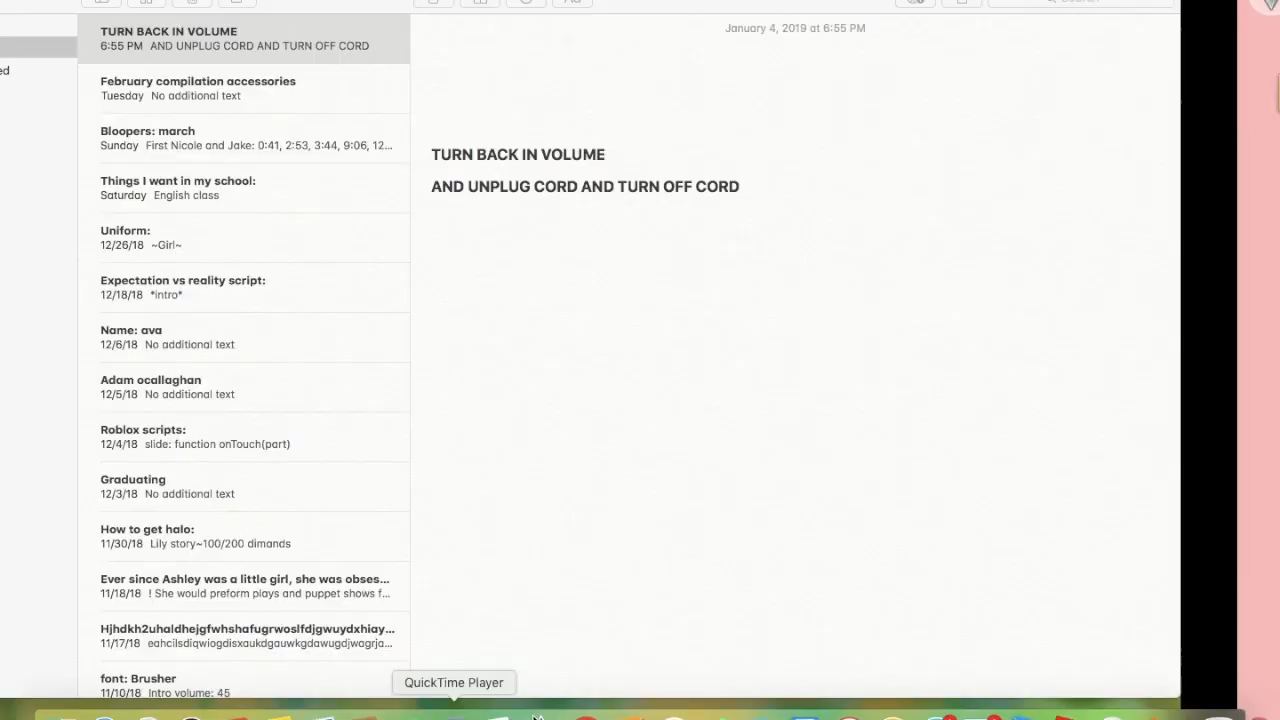 January 4, 2019 at 6:55 PM
TURN BACK IN VOLUME
6:55 PM AND UNPLUG CORD AND TURN OFF CORD
ed
February compilation accessories
Tuesday No additional text
Bloopers: march
Sunday First Nicole and Jake: 0:41, 2:53, 3:44, 9:06, 12...
Things I want in my school:
Saturday English class
Uniform:
12/26/18 ~Girl~
Expectation vs reality script:
12/18/18 *intro*
Name: ava
12/6/18 No additional text
Adam ocallaghan
12/5/18 No additional text
Roblox scripts:
12/4/18 slide: function onTouch(part)
Graduating
12/3/18 No additional text
How to get halo:
11/30/18 Lily story~100/200 dimands
Ever since Ashley was a little girl, she was obses...
11/18/18 ! She would preform plays and puppet shows f...
Hjhdkh2uhaldhejgfwhshafugrwoslfdjgwuydxhiay...
11/17/18 eahcilsdiqwiogdisxaukdgauwkgdawugdjwagrja...
font: Brusher
11/10/18 Intro volume: 45
TURN BACK IN VOLUME
AND UNPLUG CORD AND TURN OFF CORD
QuickTime Player